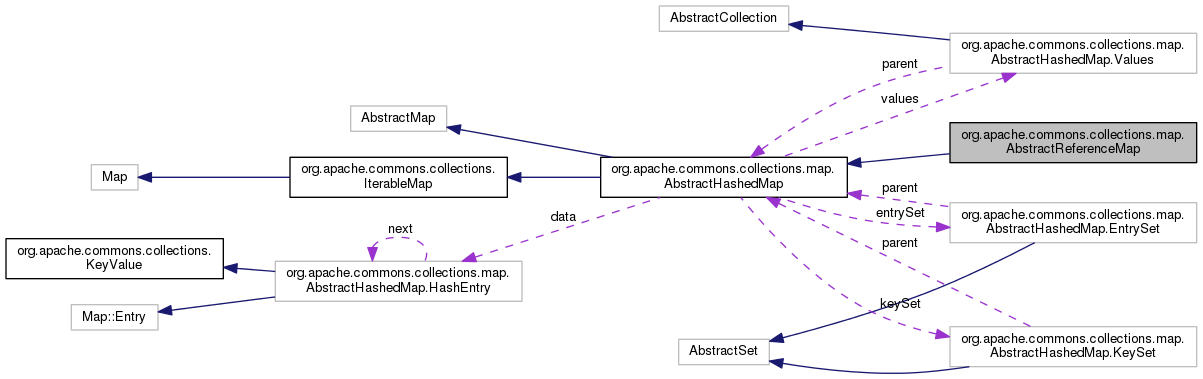 AbstractCollection
org.apache.commons.collections.map.
AbstractHashedMap.Values
parent
values
AbstractMap
org.apache.commons.collections.map.
AbstractReferenceMap
Map
org.apache.commons.collections.
IterableMap
org.apache.commons.collections.map.
AbstractHashedMap
parent
entrySet
data
org.apache.commons.collections.map.
AbstractHashedMap.EntrySet
next
parent
org.apache.commons.collections.
KeyValue
org.apache.commons.collections.map.
AbstractHashedMap.HashEntry
keySet
Map::Entry
AbstractSet
org.apache.commons.collections.map.
AbstractHashedMap.KeySet